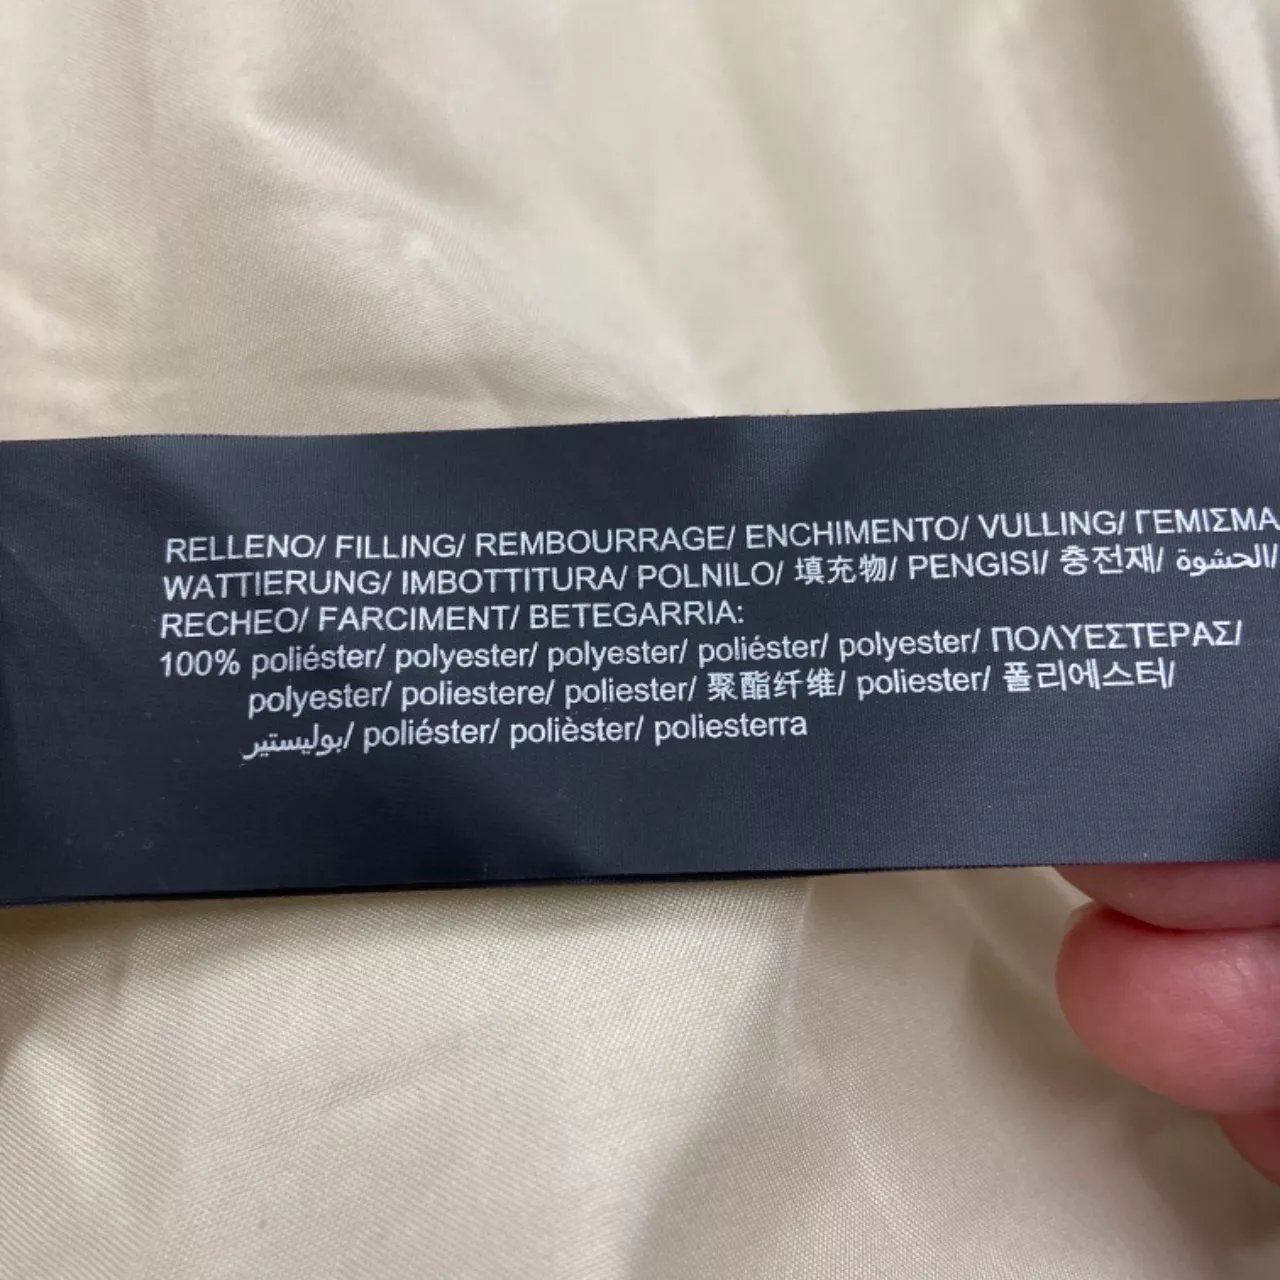 RELLENO/ FILLING/ REMBOURRAGE/ ENCHIMENTO/ VULLING/ ΓΕΜΙΣΜΑ
WATTIERUNG/ IMBOTTITURA/ POLNILO/ 填充物/ PENGISI/ 충전재/ الحشوة/
RECHEO/ FARCIMENT/ BETEGARRIA:
100% poliéster/ polyester/ polyester/ poliéster/ polyester/ ΠΟΛΥΕΣΤΕΡΑΣ/
polyester/ poliestere/ poliester/ 聚酯纤维/ poliester/ 폴리에스터/
بوليستير/ poliéster/ polièster/ poliesterra